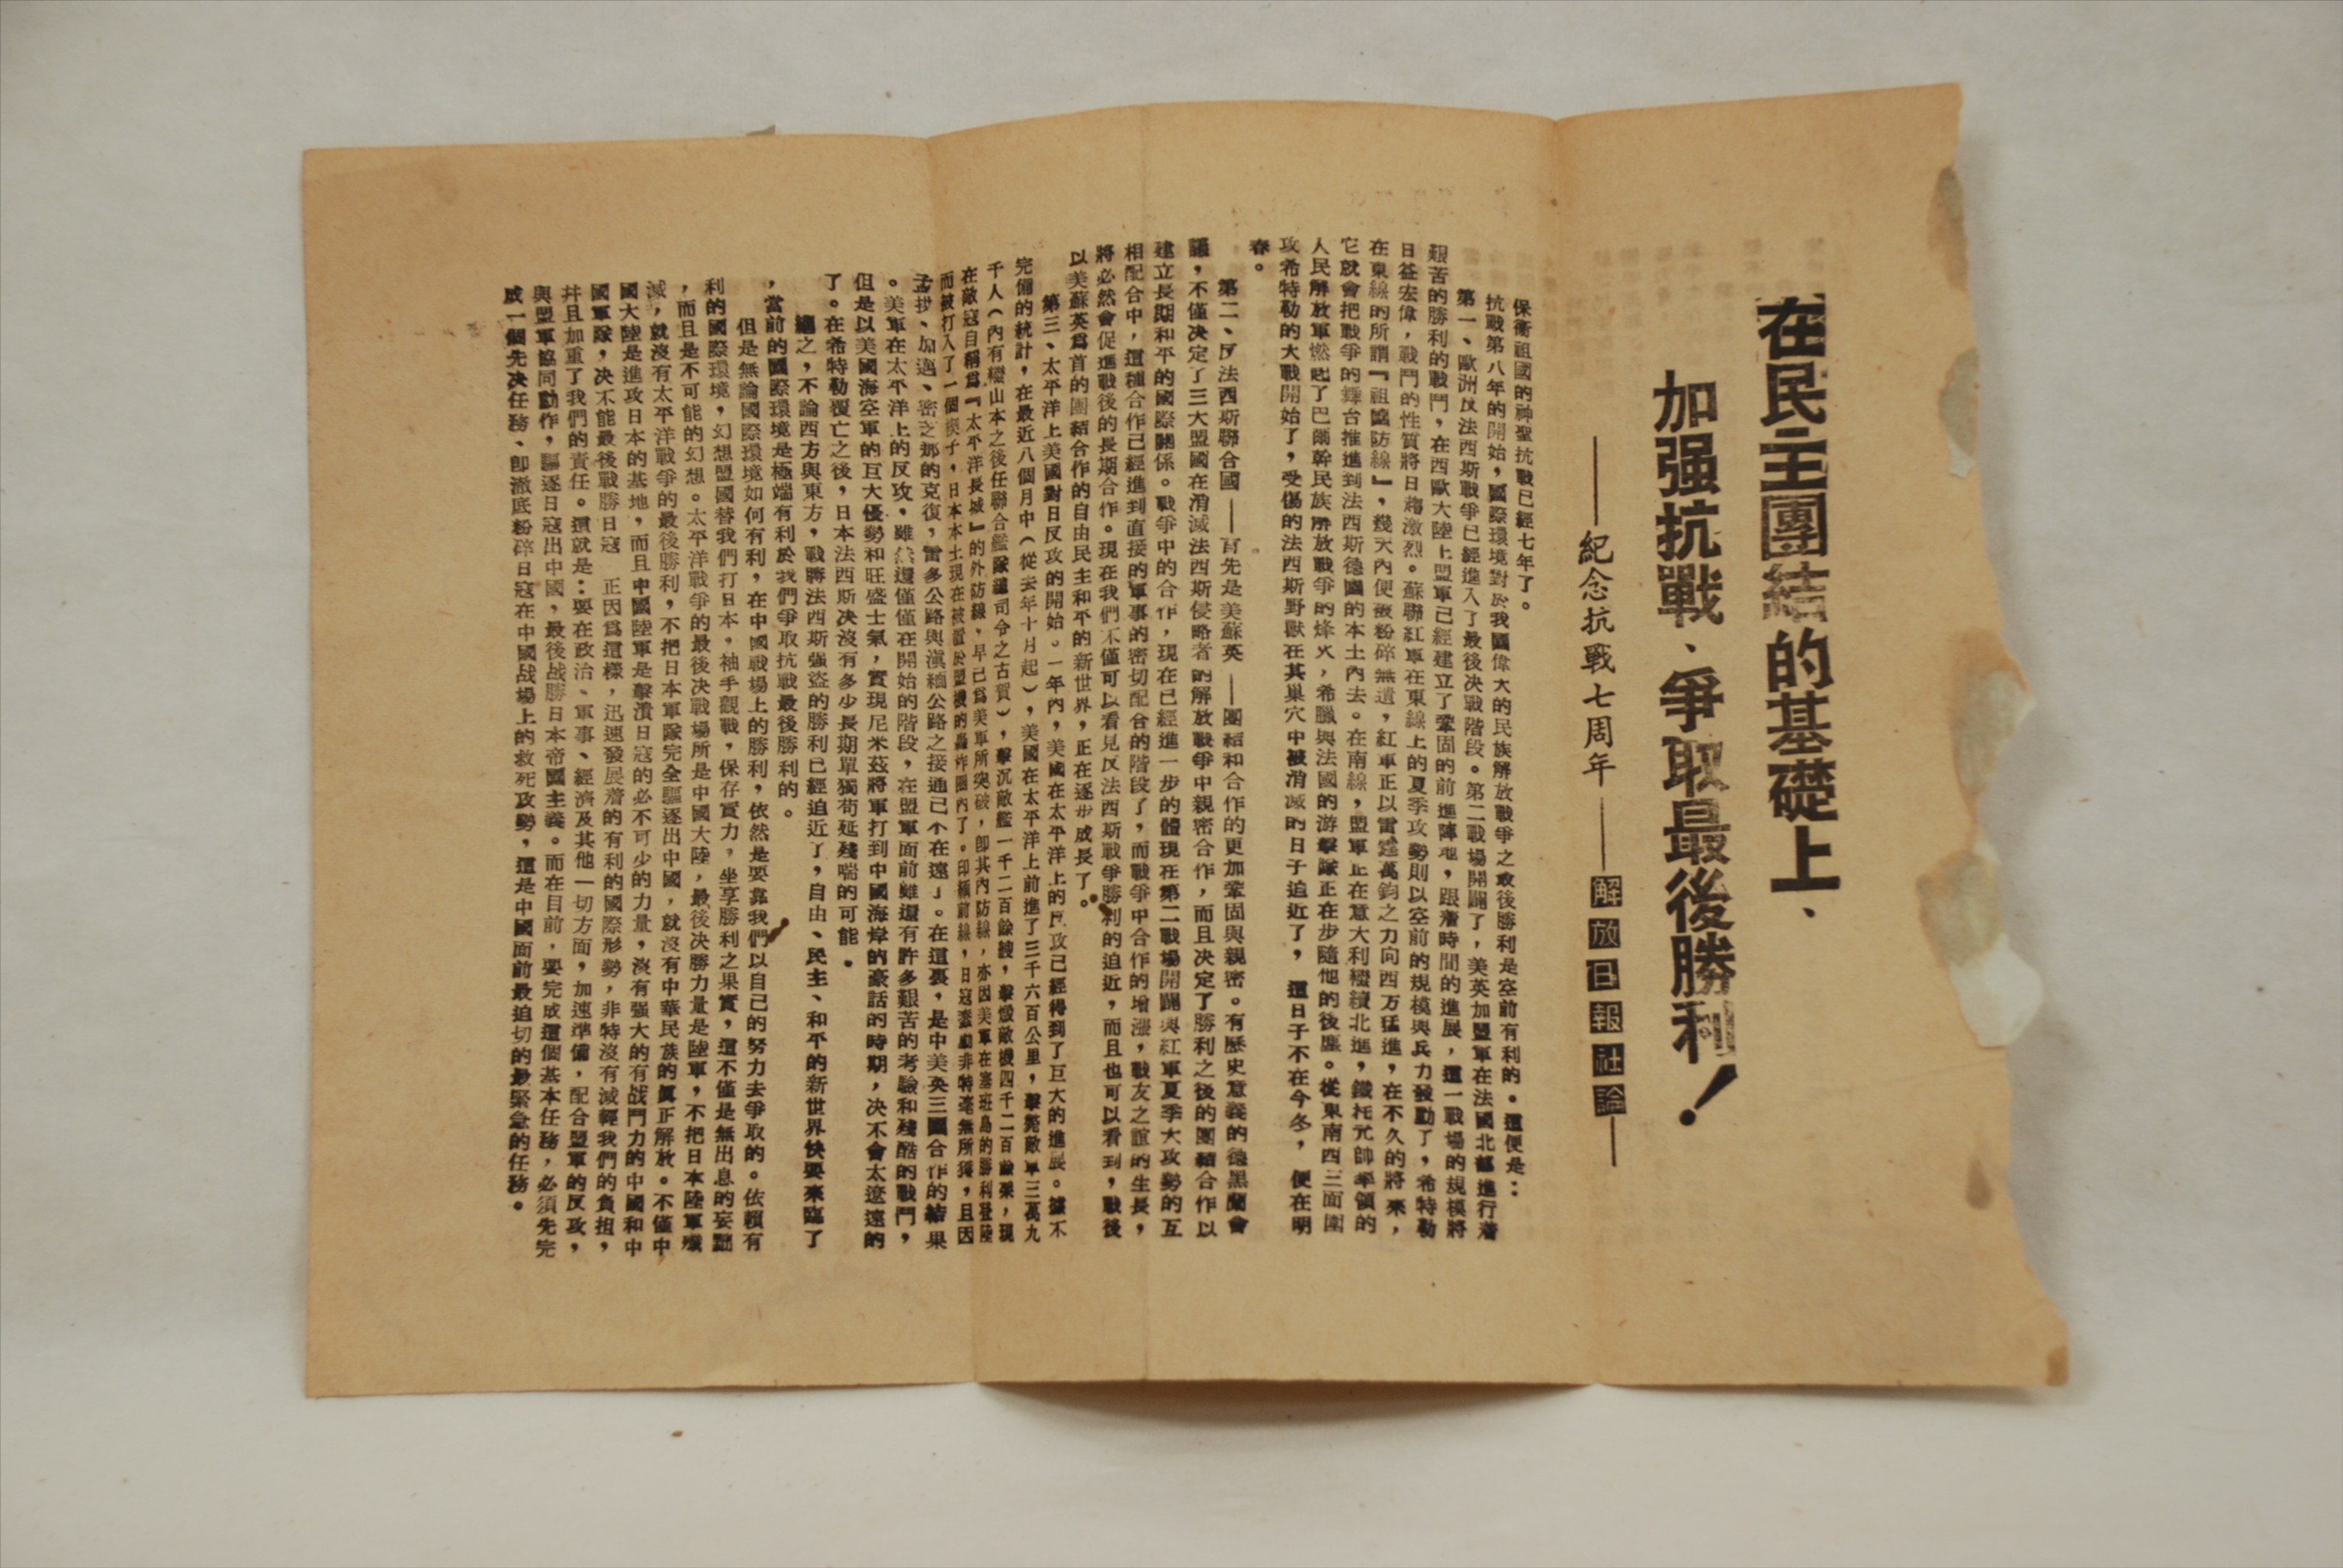 在民主團結的基礎上、
加强抗戰、爭取最後勝利！
——紀念抗戰七周年——解放日報社論——
保衞祖國的神聖抗戰已經七年了。
抗戰第八年的開始，國際環境對於我國偉大的民族解放戰爭之最後勝利是空前有利的。這便是：
第一、歐洲反法西斯戰爭已經進入了最後決戰階段。第二戰場開闢了，美英加盟軍在法國北部進行着
艱苦的勝利的戰鬥，在西歐大陸上盟軍已經建立了鞏固的前進陣地，跟着時間的進展，這一戰場的規模將
日益宏偉，戰鬥的性質將日趨激烈。蘇聯紅軍在東線上的夏季攻勢則以空前的規模與兵力發動了，希特勒
在東線的所謂『祖國防線』，幾天內便被粉碎無遺，紅軍正以雷霆萬鈞之力向西方猛進，在不久的將來，
它就會把戰爭的舞台推進到法西斯德國的本土內去。在南線，盟軍正在意大利繼續北進，鐵托元帥率領的
人民解放軍燃起了巴爾幹民族解放戰爭的烽火，希臘與法國的游擊隊正在步隨他的後塵。從東南西三面圍
攻希特勒的大戰開始了，受傷的法西斯野獸在其巢穴中被消滅的日子迫近了，這日子不在今冬，便在明
春。
第二、反法西斯聯合國——首先是美蘇英——團結和合作的更加鞏固與親密。有歷史意義的德黑蘭會
議，不僅决定了三大盟國在消滅法西斯侵略者的解放戰爭中親密合作，而且决定了勝利之後的團結合作以
建立長期和平的國際關係。戰爭中的合作，現在已經進一步的體現在第二戰場開闢與紅軍夏季大攻勢的互
相配合中，這種合作已經進到直接的軍事的密切配合的階段了，而戰爭中合作的增漲，戰友之誼的生長，
將必然會促進戰後的長期合作。現在我們不僅可以看見反法西斯戰爭勝利的迫近，而且也可以看到，戰後
以美蘇英爲首的團結合作的自由民主和平的新世界，正在逐步成長了。
第三、太平洋上美國對日反攻的開始。一年內，美國在太平洋上的反攻已經得到了巨大的進展。據不
完備的統計，在最近八個月中（從去年十月起），美國在太平洋上前進了三千六百公里，擊斃敵軍三萬九
千人（內有繼山本之後任聯合艦隊總司令之古賀），擊沉敵艦一千二百餘艘，擊燬敵機四千二百餘架，現
在敵寇自稱爲『太平洋長城』的外防線，早已爲美軍所突破，卽其內防線，亦因美軍在塞班島的勝利登陸
而被打入了一個楔子，日本本土現在被置於盟機的轟炸圈內了。印緬前線，日寇蠢動非特毫無所獲，且因
孟拱、加邁、密芝那的克復，雷多公路與滇緬公路之接通已不在遠了。在這裏，是中美英三國合作的結果
。美軍在太平洋上的反攻，雖然還僅僅在開始的階段，在盟軍面前雖還有許多艱苦的考驗和殘酷的戰鬥，
但是以美國海空軍的巨大優勢和旺盛士氣，實現尼米茲將軍打到中國海岸的豪話的時期，决不會太遼遠的
了。在希特勒覆亡之後，日本法西斯决沒有多少長期單獨苟延殘喘的可能。
總之，不論西方與東方，戰勝法西斯强盜的勝利已經迫近了，自由、民主、和平的新世界快要來臨了
，當前的國際環境是極端有利於我們爭取抗戰最後勝利的。
但是無論國際環境如何有利，在中國戰場上的勝利，依然是要靠我們以自己的努力去爭取的。依賴有
利的國際環境，幻想盟國替我們打日本，袖手觀戰，保存實力，坐享勝利之果實，這不僅是無出息的妄想
，而且是不可能的幻想。太平洋戰爭的最後決戰場所是中國大陸，最後决勝力量是陸軍，不把日本陸軍殲
滅，就沒有太平洋戰爭的最後勝利，不把日本軍隊完全驅逐出中國，就沒有中華民族的眞正解放。不僅中
國大陸是進攻日本的基地，而且中國陸軍是擊潰日寇的必不可少的力量，沒有强大的有战鬥力的中國和中
國軍隊，决不能最後戰勝日寇　正因爲這樣，迅速發展着的有利的國際形勢，非特沒有減輕我們的負担，
幷且加重了我們的責任。這就是：要在政治、軍事、經濟及其他一切方面，加速準備，配合盟軍的反攻，
與盟軍協同動作，驅逐日寇出中國，最後战勝日本帝國主義。而在目前，要完成這個基本任務，必須先完
成一個先决任務、卽澈底粉碎日寇在中國战場上的救死攻勢，這是中國面前最迫切的最緊急的任務。